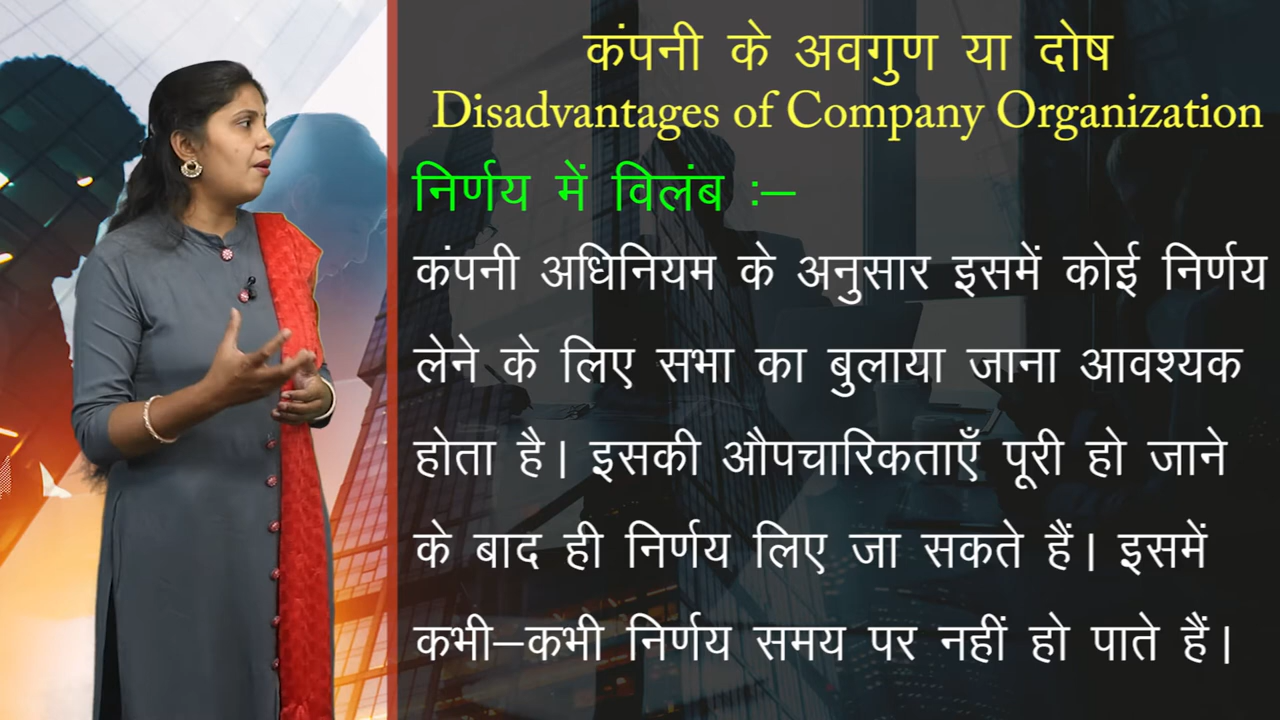 कंपनी के अवगुण या दोष
Disadvantages of Company Organization
निर्णय में विलंब :–
कंपनी अधिनियम के अनुसार इसमें कोई निर्णय
लेने के लिए सभा का बुलाया जाना आवश्यक
होता है। इसकी औपचारिकताएँ पूरी हो जाने
के बाद ही निर्णय लिए जा सकते हैं। इसमें
कभी–कभी निर्णय समय पर नहीं हो पाते हैं।